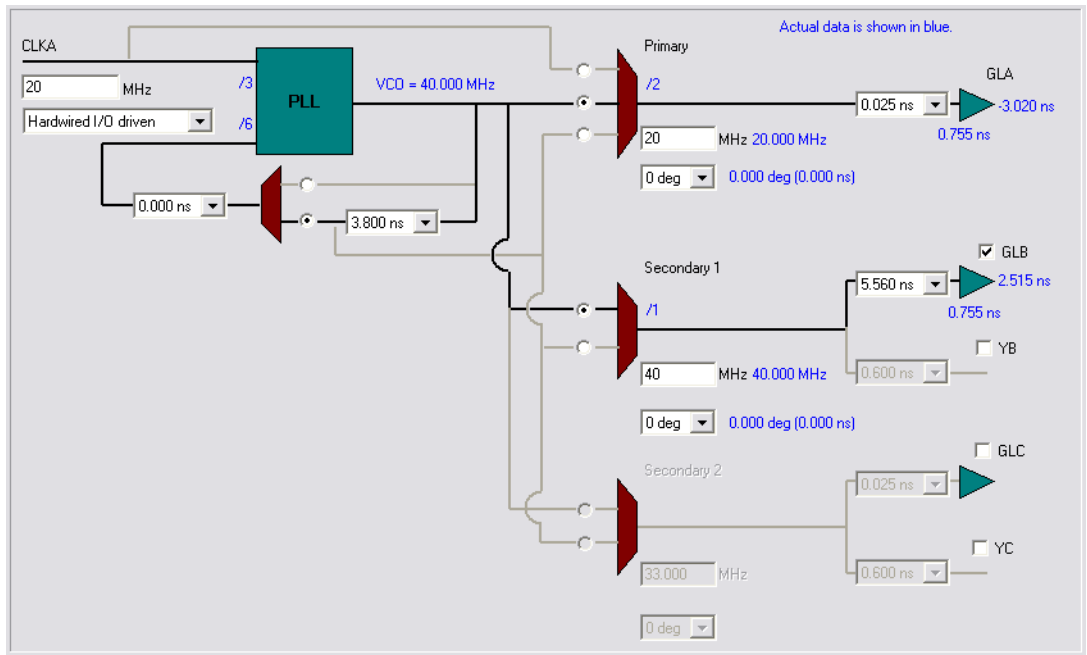 Actual data is shown in blue.
CLKA
Primary
GLA
20 MHz
/3
PLL
VCO = 40.000 MHz
/2
0.025 ns
-3.020 ns
Hardwired I/O driven
/6
0.755 ns
20 MHz 20.000 MHz
0 deg 0.000 deg (0.000 ns)
0.000 ns
3.800 ns
GLB
Secondary 1
5.560 ns
2.515 ns
/1
0.755 ns
YB
40 MHz 40.000 MHz
0.600 ns
0 deg 0.000 deg (0.000 ns)
GLC
Secondary 2
0.025 ns
YC
33.000 MHz
0.600 ns
0 deg